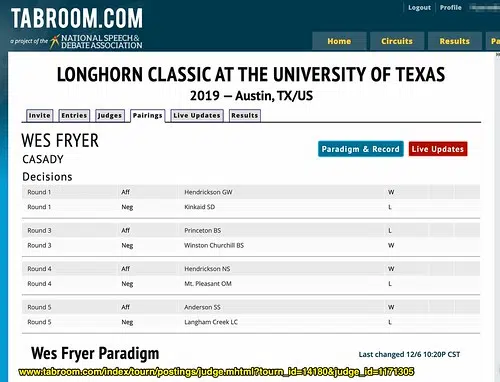 Logout Profile
TABROOM.COM
a project of the NATIONAL SPEECH & DEBATE ASSOCIATION
Home Circuits Results Pa
LONGHORN CLASSIC AT THE UNIVERSITY OF TEXAS
2019 — Austin, TX/US
Invite Entries Judges Pairings Live Updates Results
WES FRYER
CASADY
Paradigm & Record Live Updates
Decisions
Round 1 Aff Hendrickson GW W
Round 1 Neg Kinkaid SD L
Round 3 Aff Princeton BS L
Round 3 Neg Winston Churchill BS W
Round 4 Aff Hendrickson NS W
Round 4 Neg Mt. Pleasant OM L
Round 5 Aff Anderson SS W
Round 5 Neg Langham Creek LC L
Wes Fryer Paradigm Last changed 12/6 10:20P CST
www.tabroom.com/index/tourn/postings/judge.mhtml?tourn_id=14180&judge_id=1171305